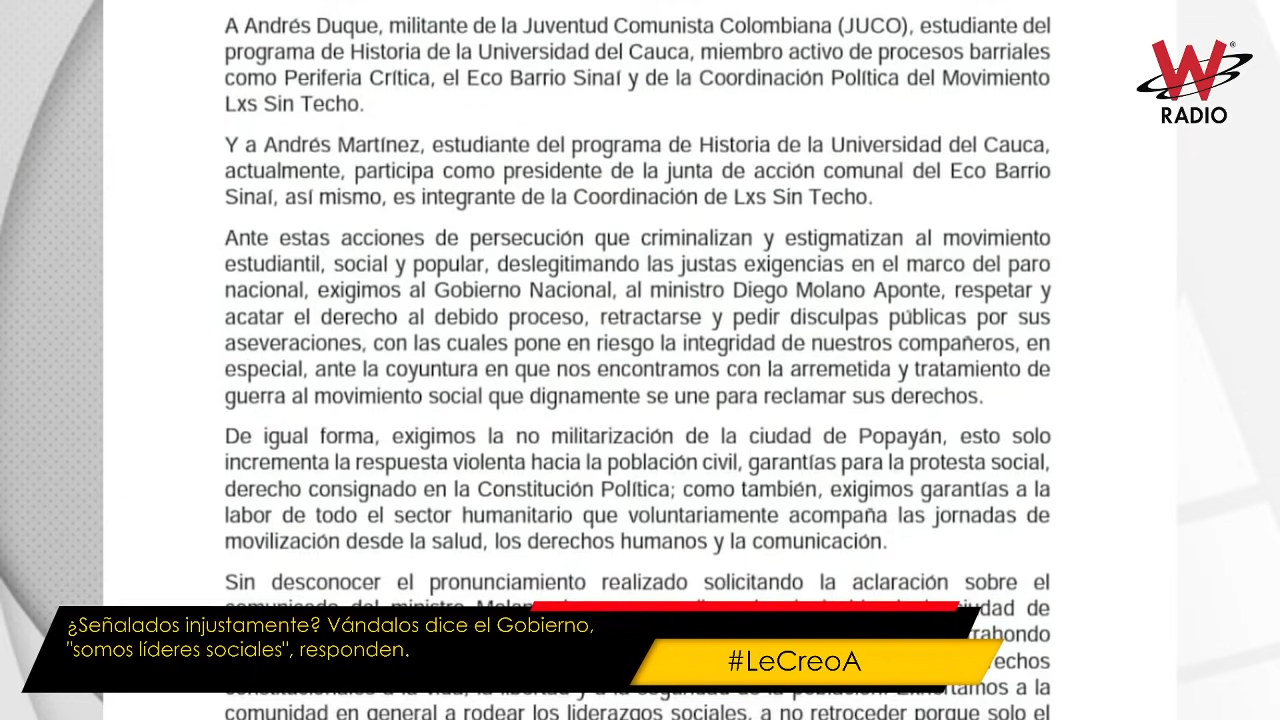 A Andrés Duque, militante de la Juventud Comunista Colombiana (JUCO), estudiante del
programa de Historia de la Universidad del Cauca, miembro activo de procesos barriales
como Periferia Crítica, el Eco Barrio Sinaí y de la Coordinación Política del Movimiento
Lxs Sin Techo.
Y a Andrés Martínez, estudiante del programa de Historia de la Universidad del Cauca,
actualmente, participa como presidente de la junta de acción comunal del Eco Barrio
Sinaí, así mismo, es integrante de la Coordinación de Lxs Sin Techo.
Ante estas acciones de persecución que criminalizan y estigmatizan al movimiento
estudiantil, social y popular, deslegitimando las justas exigencias en el marco del paro
nacional, exigimos al Gobierno Nacional, al ministro Diego Molano Aponte, respetar y
acatar el derecho al debido proceso, retractarse y pedir disculpas públicas por sus
aseveraciones, con las cuales pone en riesgo la integridad de nuestros compañeros, en
especial, ante la coyuntura en que nos encontramos con la arremetida y tratamiento de
guerra al movimiento social que dignamente se une para reclamar sus derechos.
De igual forma, exigimos la no militarización de la ciudad de Popayán, esto solo
incrementa la respuesta violenta hacia la población civil, garantías para la protesta social,
derecho consignado en la Constitución Política; como también, exigimos garantías a la
labor de todo el sector humanitario que voluntariamente acompaña las jornadas de
movilización desde la salud, los derechos humanos y la comunicación.
Sin desconocer el pronunciamiento realizado solicitando la aclaración sobre el
comunicado del ministro de
a la
comunidad en general a rodear los liderazgos sociales, a no retroceder porque solo el
W
RADIO
¿Señalados injustamente? Vándalos dice el Gobierno,
"somos líderes sociales", responden.
#LeCreoA